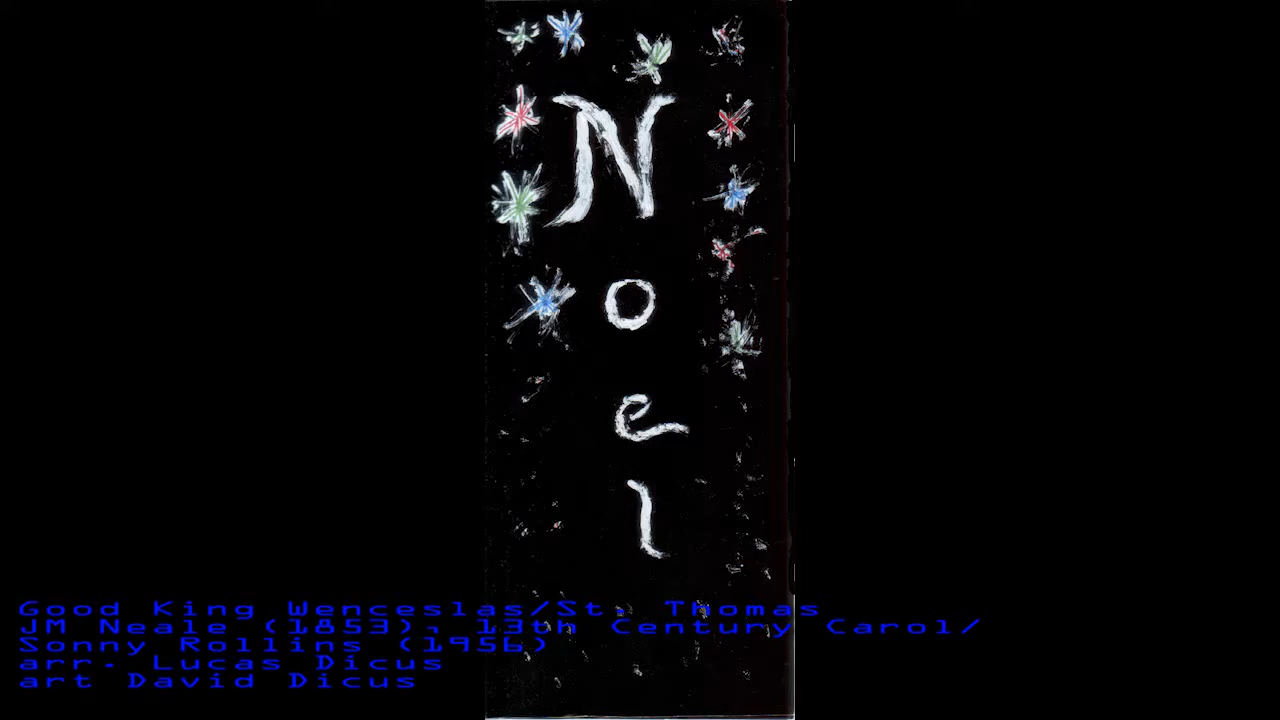 Noel
Good King Wenceslas/St. Thomas
JM Neale (1853), 13th Century Carol/
Sonny Rollins (1956)
arr. Lucas Dicus
art David Dicus